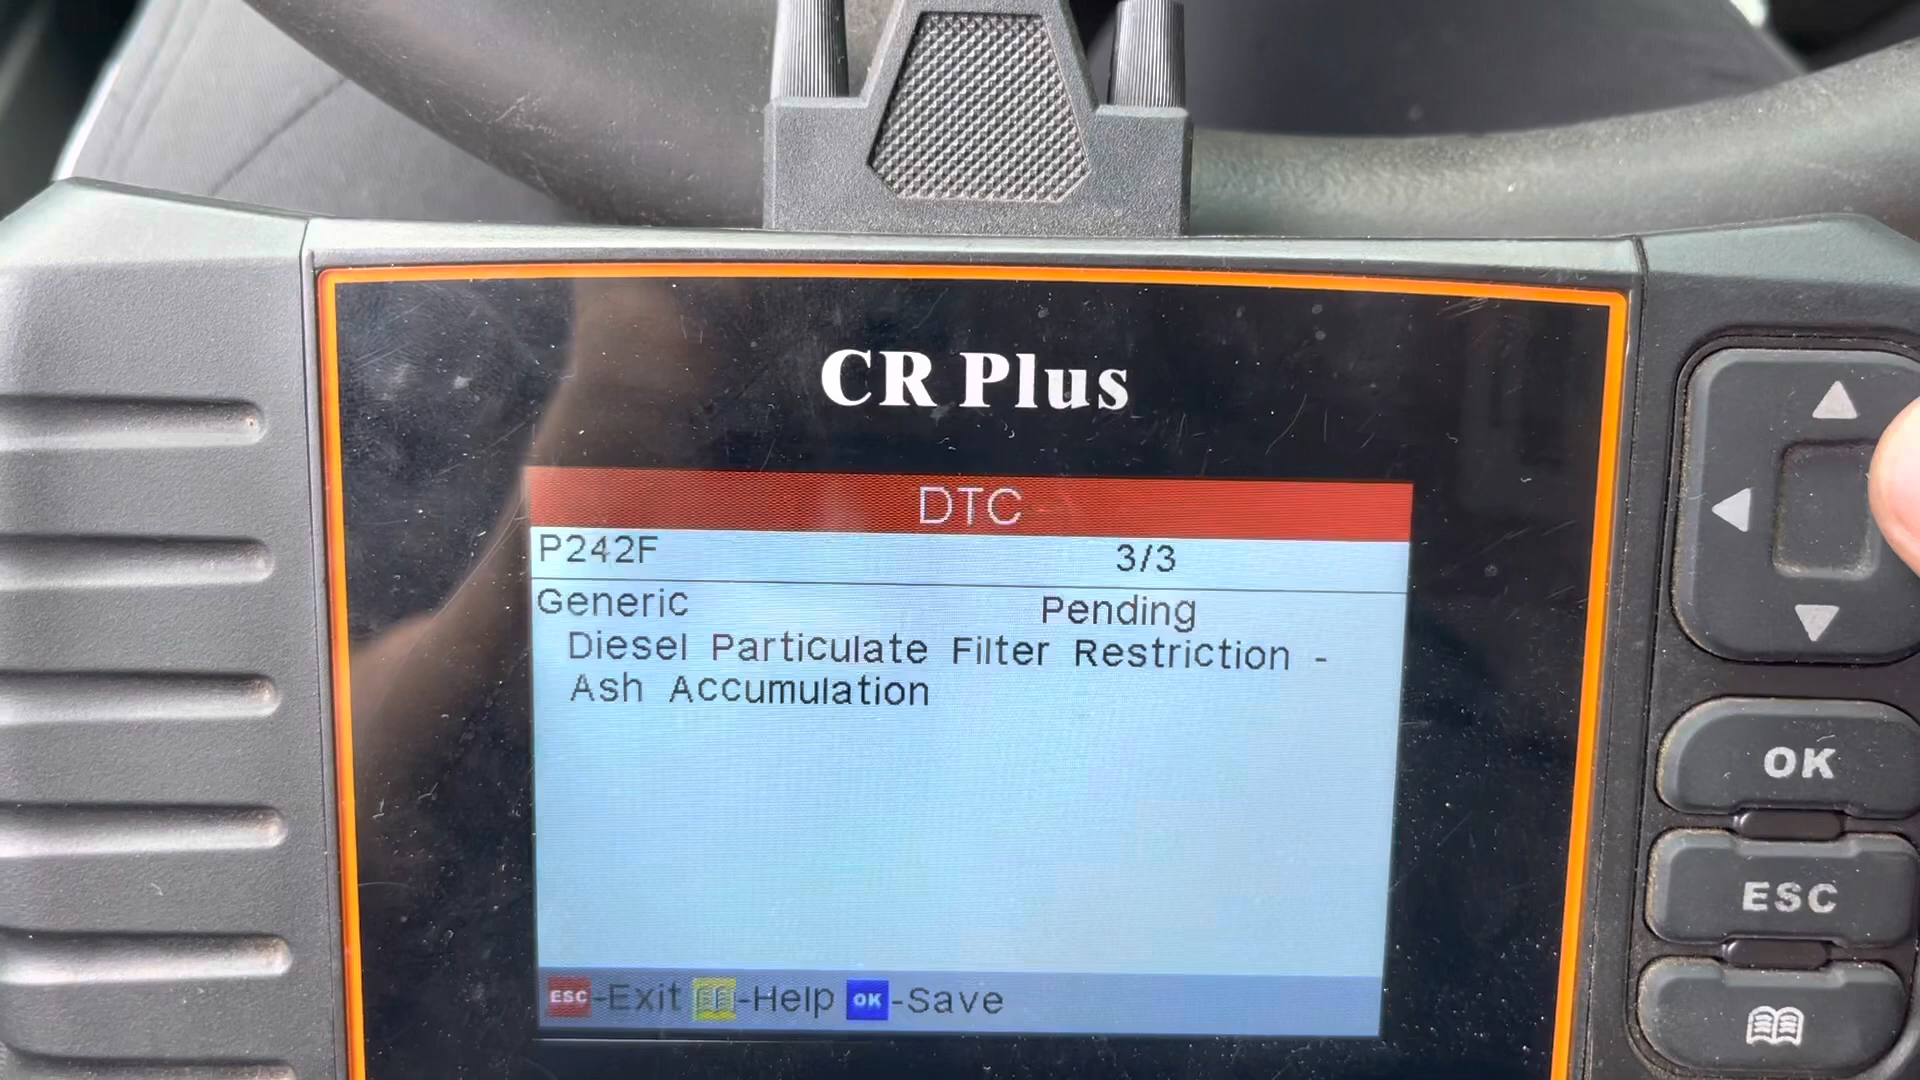 CR Plus
DTC
P242F 3/3
Generic Pending
Diesel Particulate Filter Restriction -
Ash Accumulation
ESC-Exit -Help OK-Save
OK
ESC